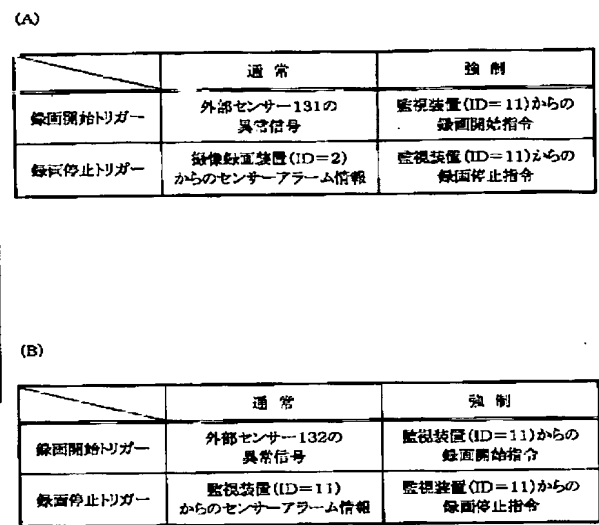 (A)
通常
強制
録画開始トリガー
外部センサー131の
異常信号
監視装置(ID=11)からの
録画開始指令
録画停止トリガー
撮像録画装置(ID=2)
からのセンサーアラーム情報
監視装置(ID=11)からの
録画停止指令
(B)
通常
強制
録画開始トリガー
外部センサー132の
異常信号
監視装置(ID=11)からの
録画開始指令
録画停止トリガー
監視装置(ID=11)
からのセンサーアラーム情報
監視装置(ID=11)からの
録画停止指令